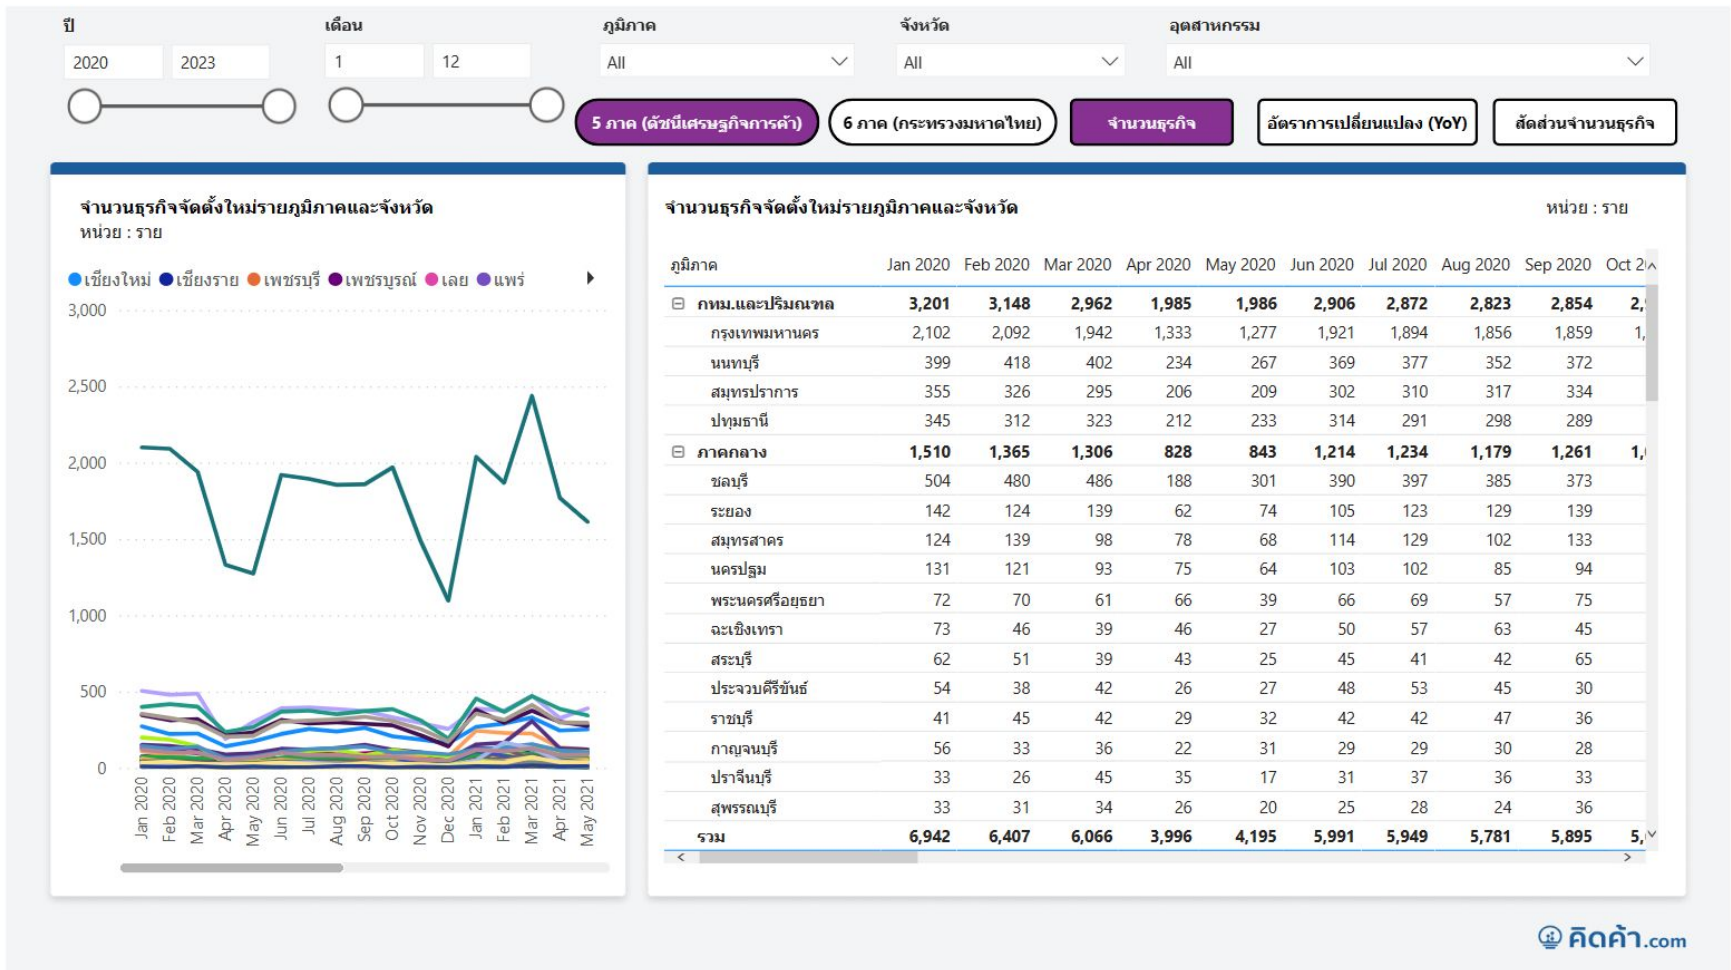 ปี
เดือน
ภูมิภาค
จังหวัด
อุตสาหกรรม
2020 2023
1 12
All
All
All
5 ภาค (ดัชนีเศรษฐกิจการค้า)
6 ภาค (กระทรวงมหาดไทย)
จำนวนธุรกิจ
อัตราการเปลี่ยนแปลง (YoY)
สัดส่วนจำนวนธุรกิจ
จำนวนธุรกิจจัดตั้งใหม่รายภูมิภาคและจังหวัด
หน่วย : ราย
เชียงใหม่ เชียงราย เพชรบุรี เพชรบูรณ์ เลย แพร่
3,000
2,500
2,000
1,500
1,000
500
0
Jan 2020 Feb 2020 Mar 2020 Apr 2020 May 2020 Jun 2020 Jul 2020 Aug 2020 Sep 2020 Oct 2020 Nov 2020 Dec 2020 Jan 2021 Feb 2021 Mar 2021 Apr 2021 May 2021
จำนวนธุรกิจจัดตั้งใหม่รายภูมิภาคและจังหวัด หน่วย : ราย
ภูมิภาค Jan 2020 Feb 2020 Mar 2020 Apr 2020 May 2020 Jun 2020 Jul 2020 Aug 2020 Sep 2020 Oct
กทม.และปริมณฑล 3,201 3,148 2,962 1,985 1,986 2,906 2,872 2,823 2,854
กรุงเทพมหานคร 2,102 2,092 1,942 1,333 1,277 1,921 1,894 1,856 1,859
นนทบุรี 399 418 402 234 267 369 377 352 372
สมุทรปราการ 355 326 295 206 209 302 310 317 334
ปทุมธานี 345 312 323 212 233 314 291 298 289
ภาคกลาง 1,510 1,365 1,306 828 843 1,214 1,234 1,179 1,261
ชลบุรี 504 480 486 188 301 390 397 385 373
ระยอง 142 124 139 62 74 105 123 129 139
สมุทรสาคร 124 139 98 78 68 114 129 102 133
นครปฐม 131 121 93 75 64 103 102 85 94
พระนครศรีอยุธยา 72 70 61 66 39 66 69 57 75
ฉะเชิงเทรา 73 46 39 46 27 50 57 63 45
สระบุรี 62 51 39 43 25 45 41 42 65
ประจวบคีรีขันธ์ 54 38 42 26 27 48 53 45 30
ราชบุรี 41 45 42 29 32 42 42 47 36
กาญจนบุรี 56 33 36 22 31 29 29 30 28
ปราจีนบุรี 33 26 45 35 17 31 37 36 33
สุพรรณบุรี 33 31 34 26 20 25 28 24 36
รวม 6,942 6,407 6,066 3,996 4,195 5,991 5,949 5,781 5,895
คิดค้า.com